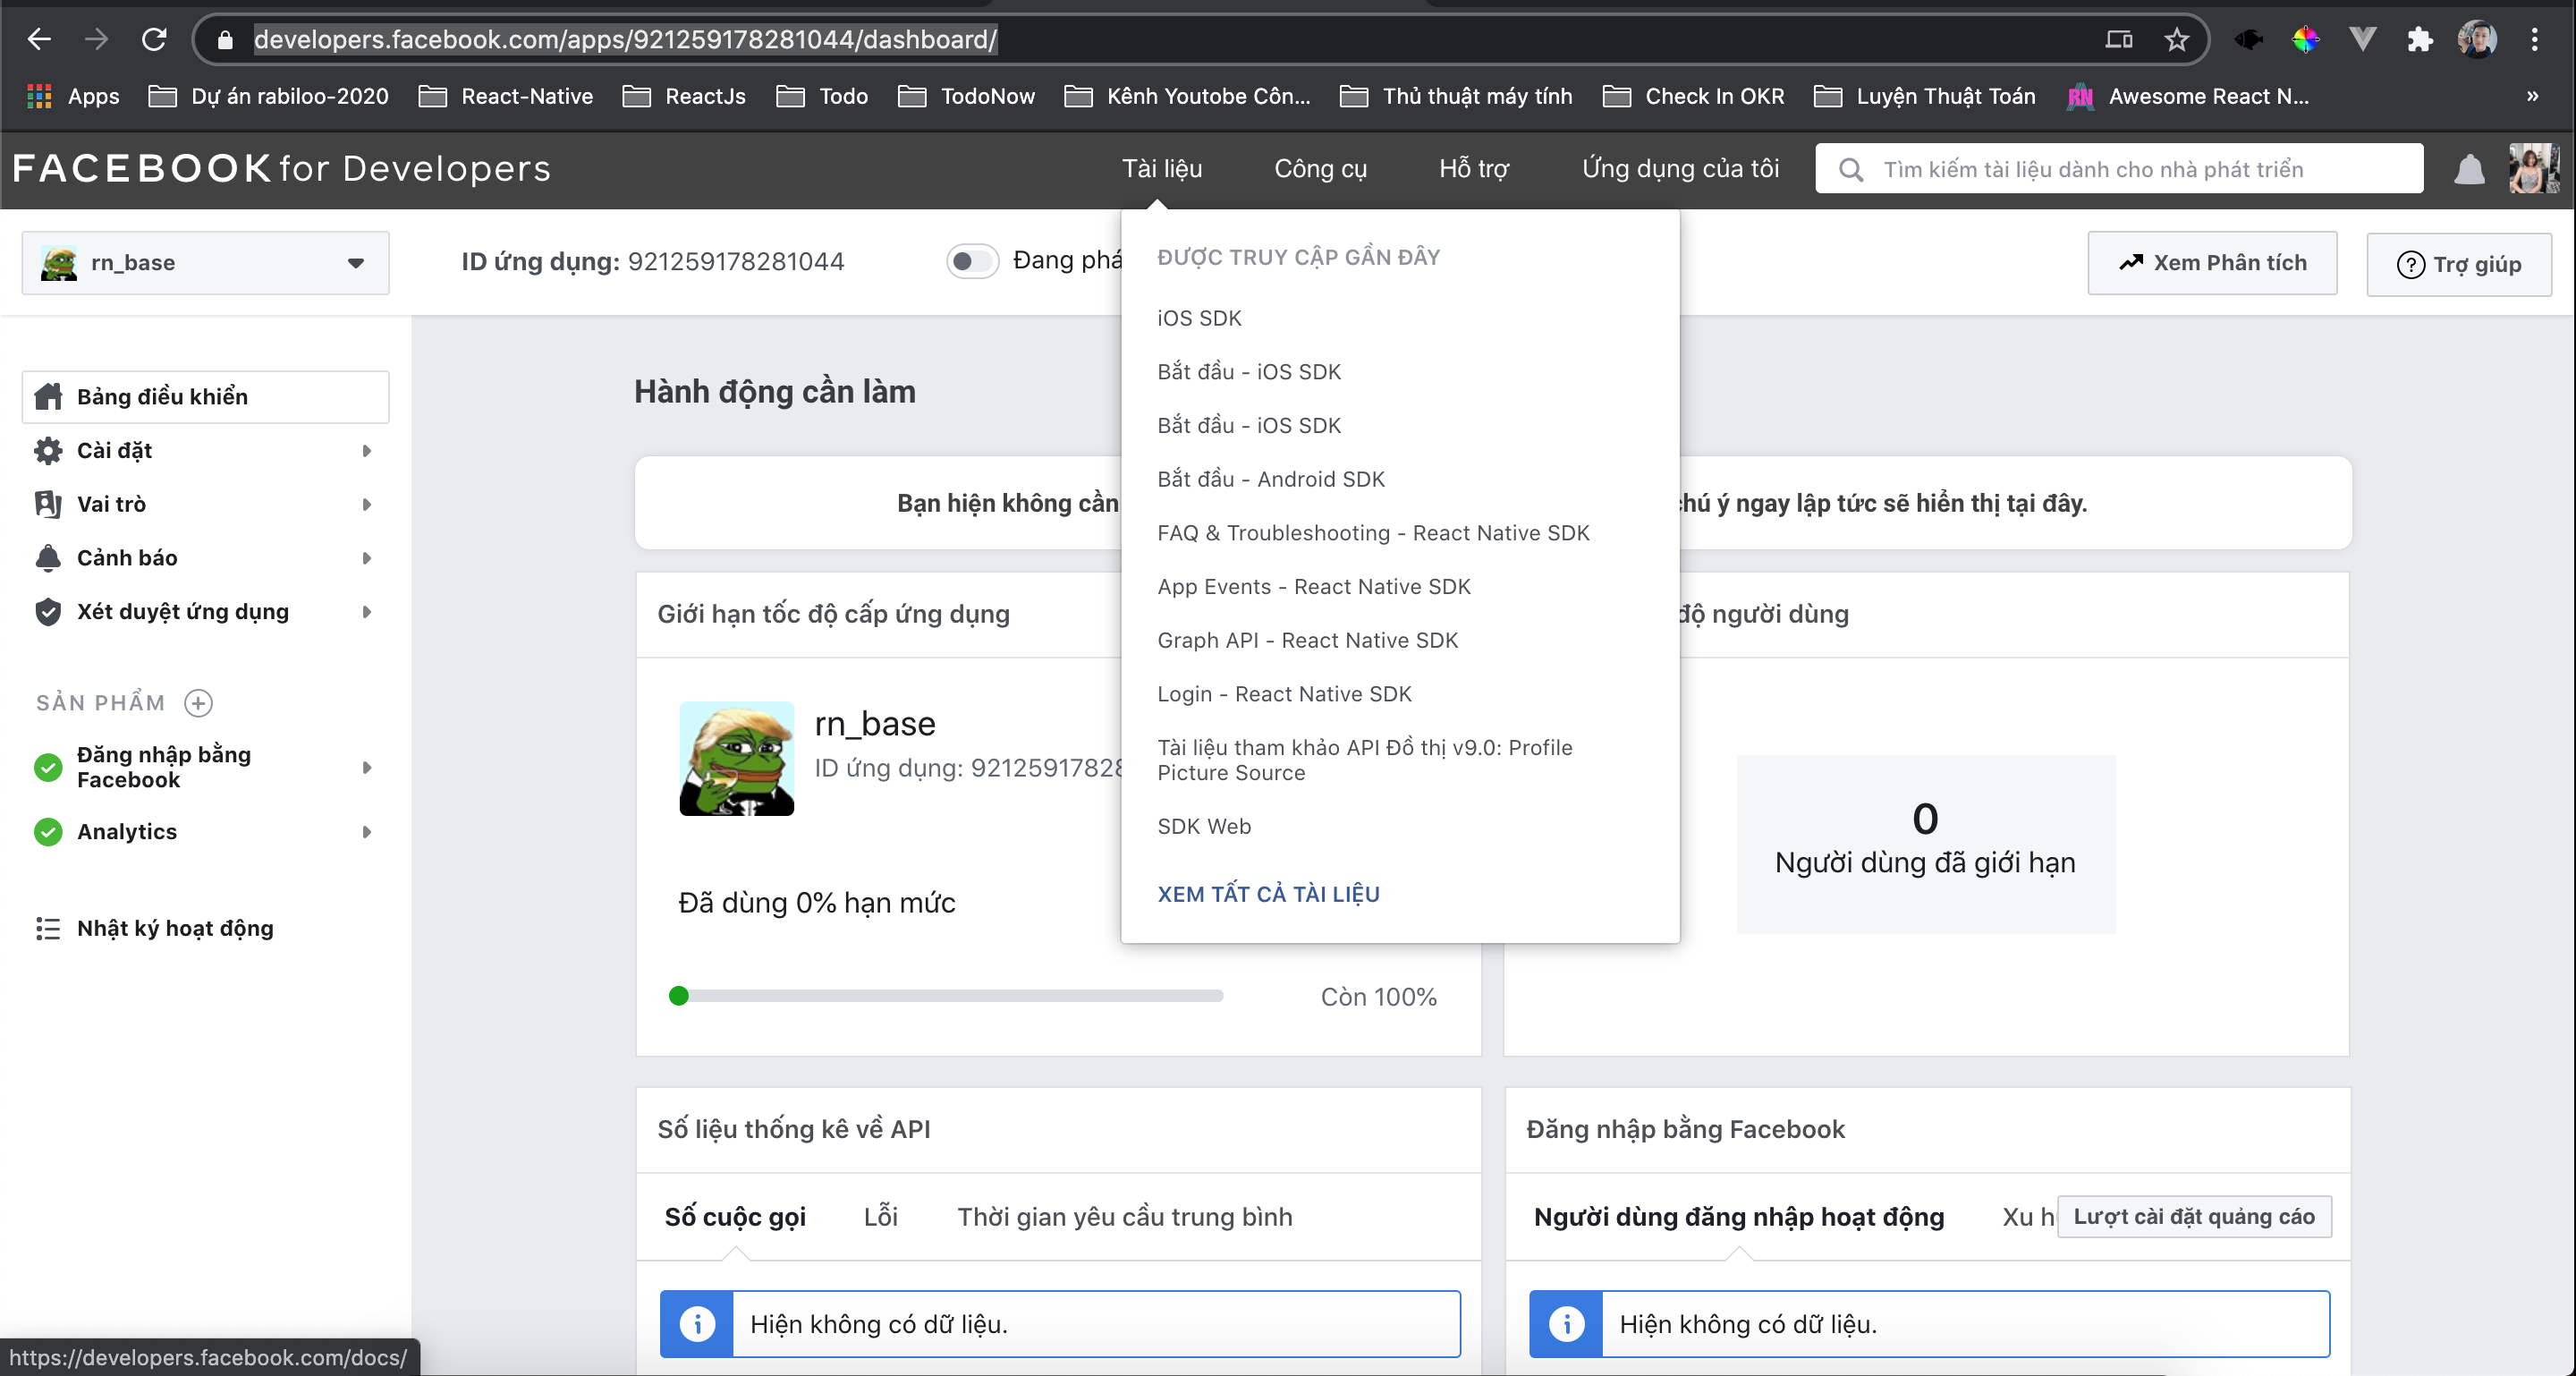 developers.facebook.com/apps/921259178281044/dashboard/
Apps
Dự án rabiloo-2020
React-Native
ReactJs
Todo
TodoNow
Kênh Youtobe Côn...
Thủ thuật máy tính
Check In OKR
Luyện Thuật Toán
RN
Awesome React N...
»
FACEBOOK for Developers
Tài liệu
Công cụ
Hỗ trợ
Ứng dụng của tôi
Tìm kiếm tài liệu dành cho nhà phát triển
rn_base
ID ứng dụng: 921259178281044
Đang phá
Xem Phân tích
Trợ giúp
ĐƯỢC TRUY CẬP GẦN ĐÂY
iOS SDK
Bắt đầu - iOS SDK
Bắt đầu - iOS SDK
Bắt đầu - Android SDK
FAQ & Troubleshooting - React Native SDK
App Events - React Native SDK
Graph API - React Native SDK
Login - React Native SDK
Tài liệu tham khảo API Đồ thị v9.0: Profile
Picture Source
SDK Web
XEM TẤT CẢ TÀI LIỆU
Bảng điều khiển
Cài đặt
Vai trò
Cảnh báo
Xét duyệt ứng dụng
SẢN PHẨM
Đăng nhập bằng
Facebook
Analytics
Nhật ký hoạt động
Hành động cần làm
Bạn hiện không cần
chú ý ngay lập tức sẽ hiển thị tại đây.
Giới hạn tốc độ cấp ứng dụng
rn_base
ID ứng dụng: 92125917828
Đã dùng 0% hạn mức
Còn 100%
độ người dùng
0
Người dùng đã giới hạn
Số liệu thống kê về API
Số cuộc gọi
Lỗi
Thời gian yêu cầu trung bình
Hiện không có dữ liệu.
Đăng nhập bằng Facebook
Người dùng đăng nhập hoạt động
Xu h
Lượt cài đặt quảng cáo
Hiện không có dữ liệu.
https://developers.facebook.com/docs/